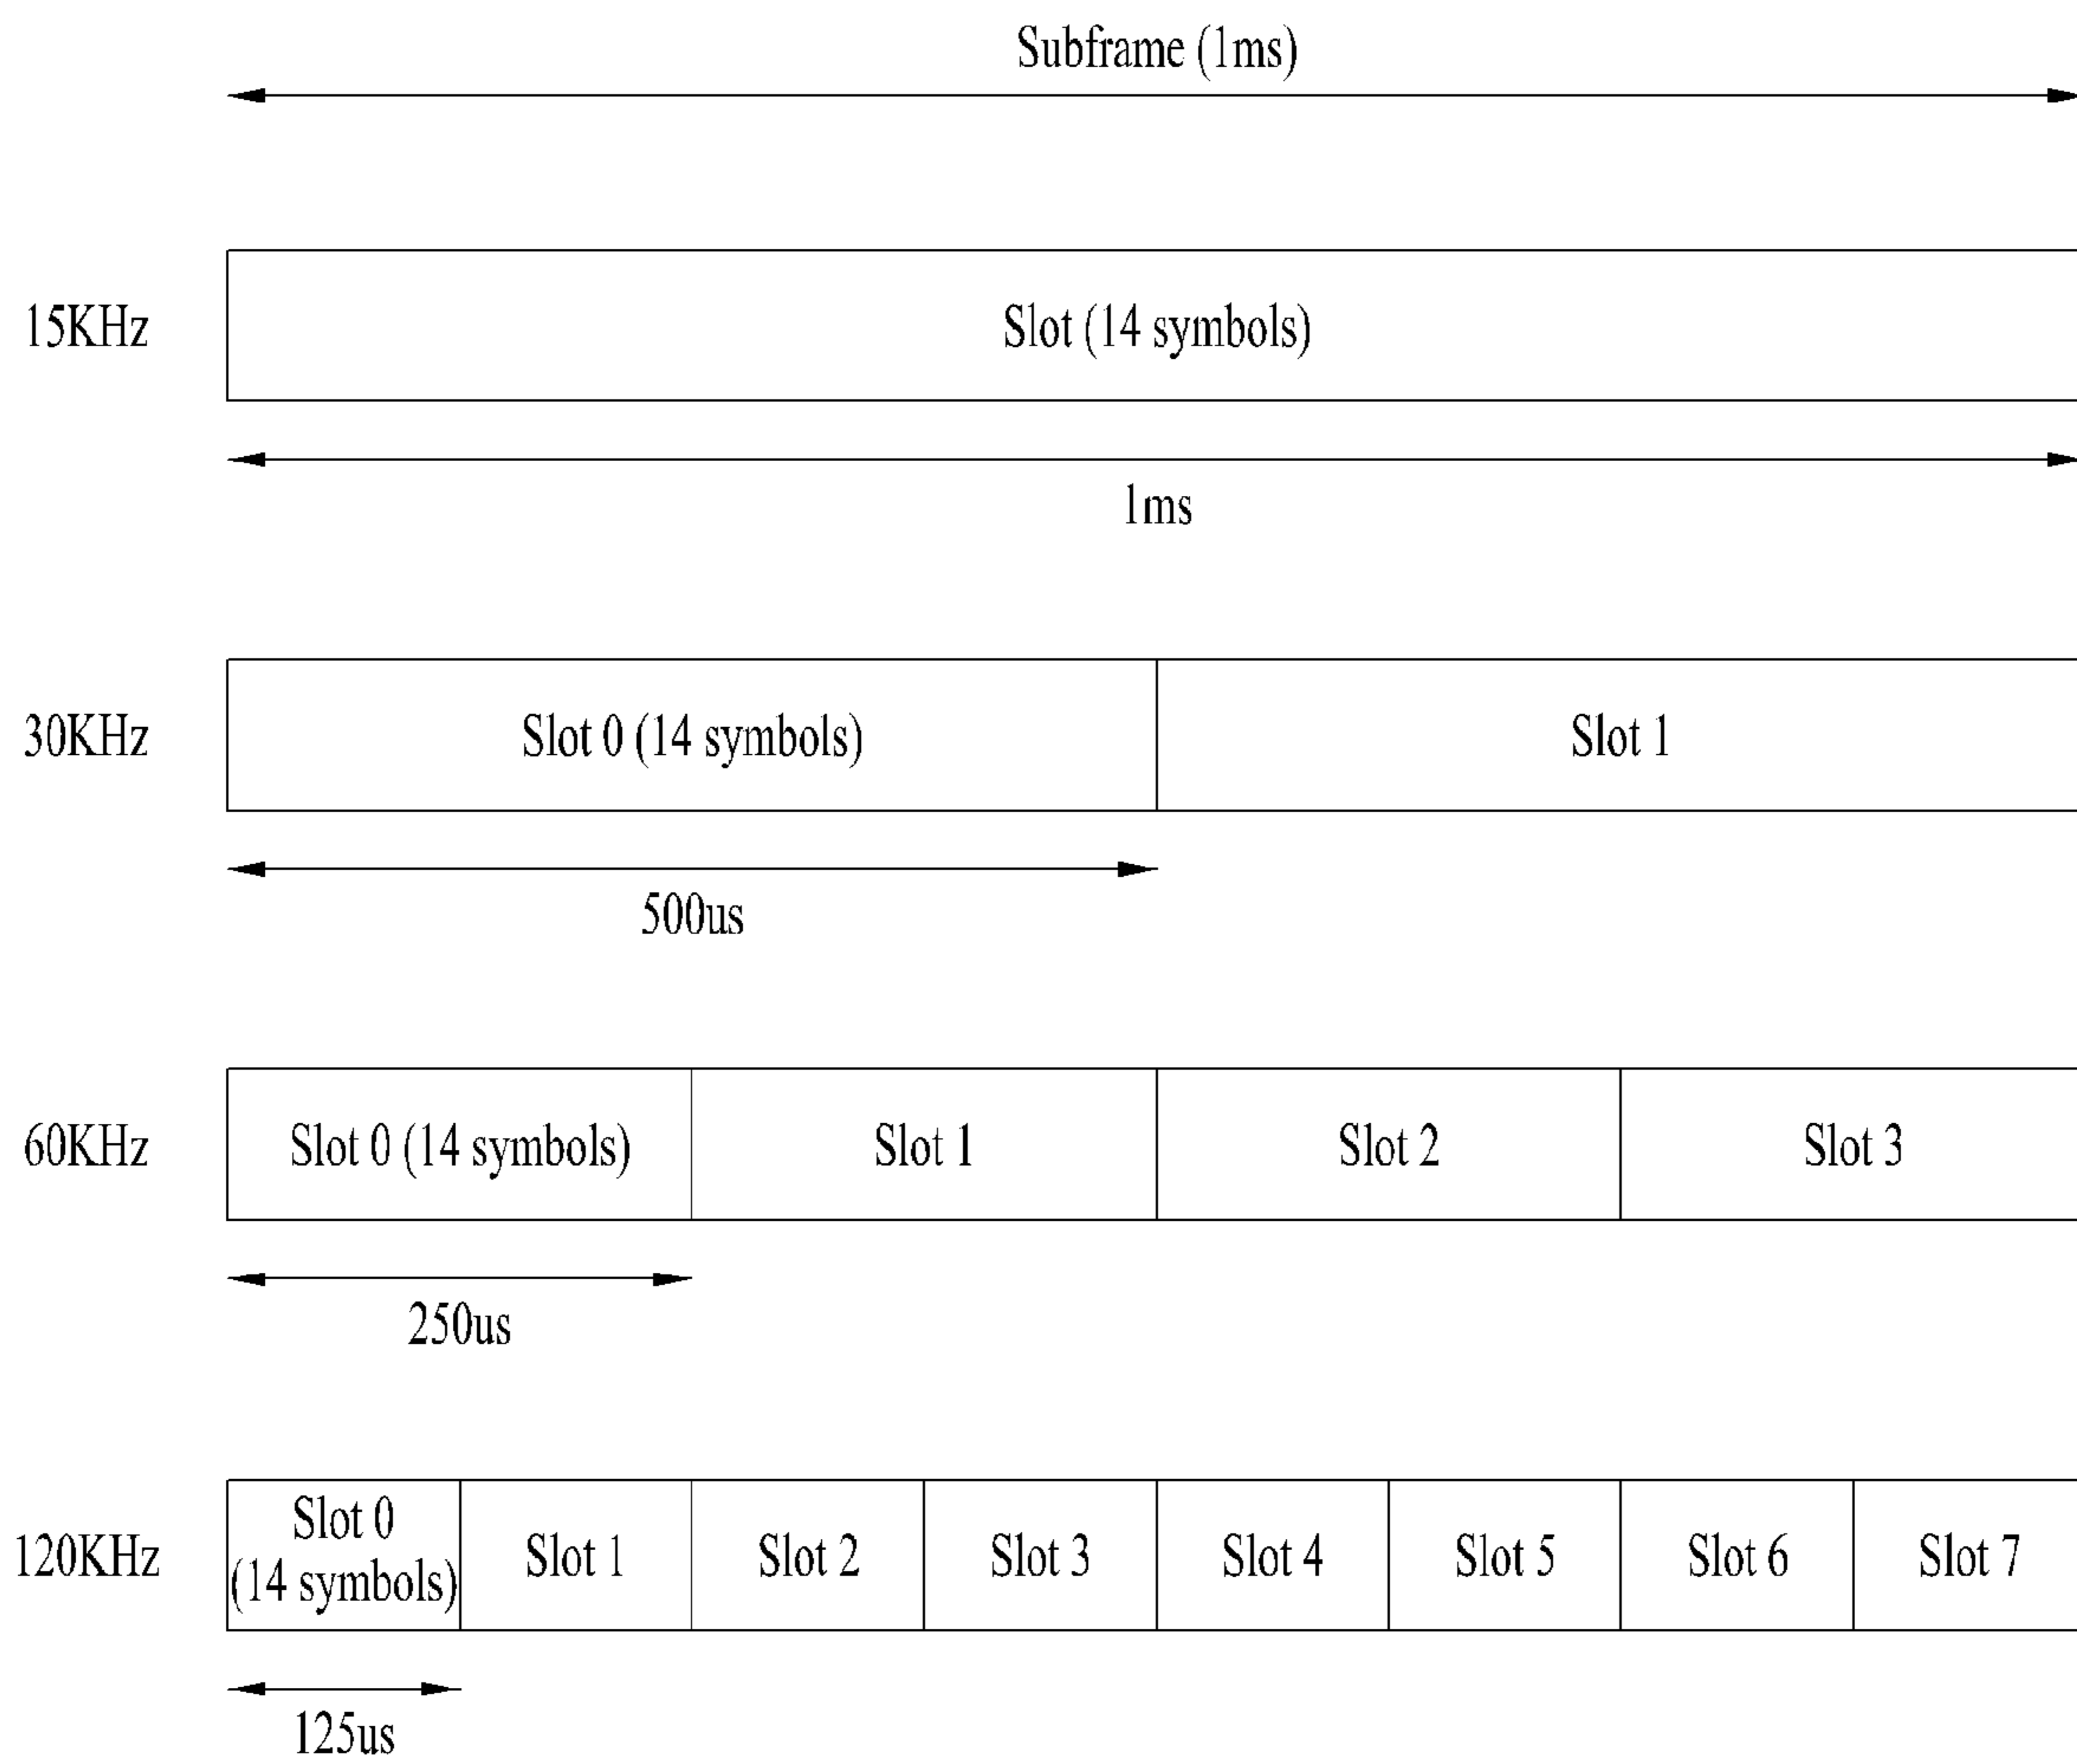 Subframe (1ms)
15KHz
Slot (14 symbols)
1ms
30KHz
Slot 0 (14 symbols)
Slot 1
500us
60KHz
Slot 0 (14 symbols)
Slot 1
Slot 2
Slot 3
250us
120KHz
Slot 0
(14 symbols)
Slot 1
Slot 2
Slot 3
Slot 4
Slot 5
Slot 6
Slot 7
125us